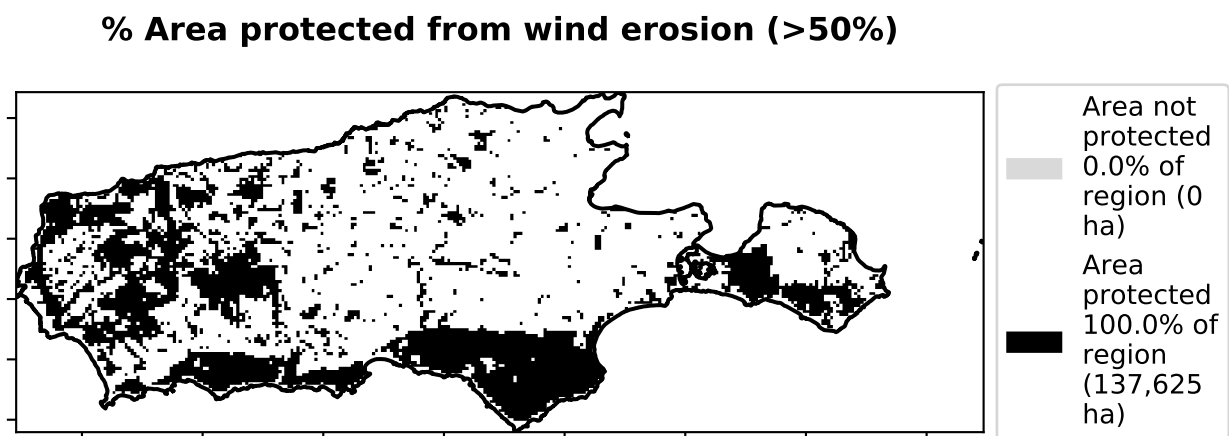 % Area protected from wind erosion (>50%)
Area not
protected
0.0% of
region (0
ha)
Area
protected
100.0% of
region
(137,625
ha)